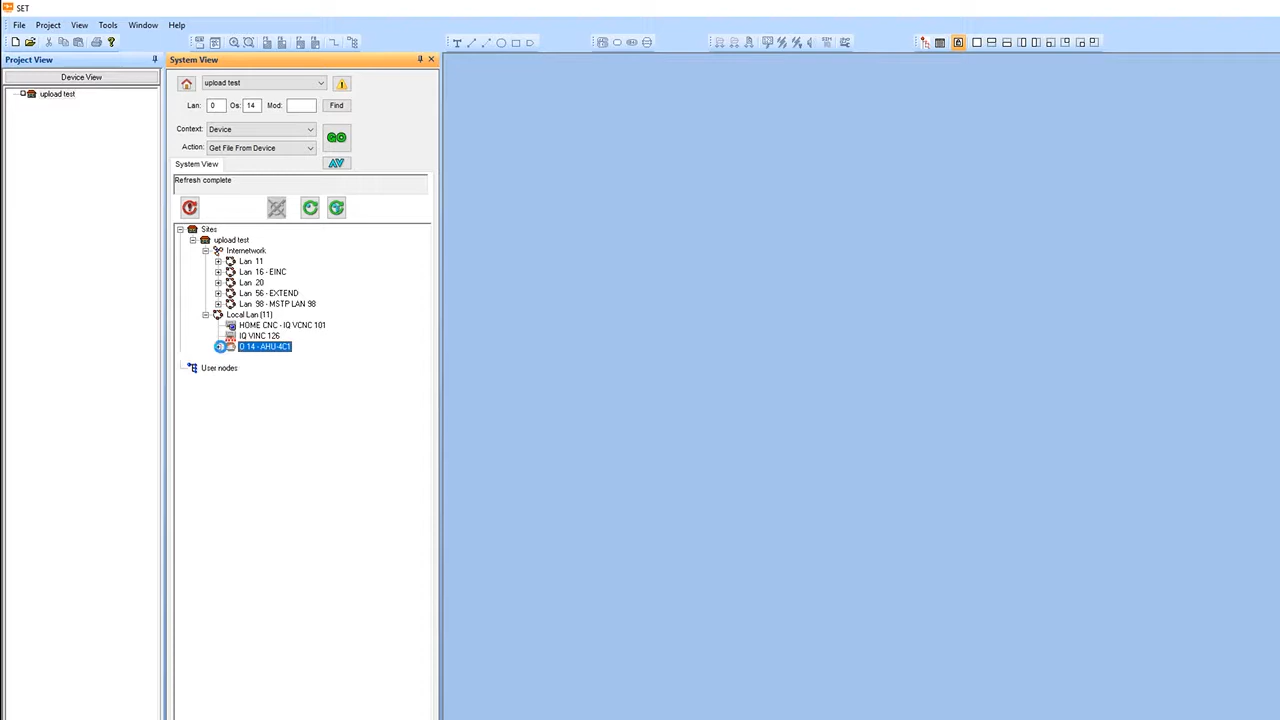 SET
File Project View Tools Window Help
Project View
System View
Device View
upload test
upload test
Lan: 0 Os: 14 Mod: Find
Context: Device
GO
Action: Get File From Device
System View
AV
Refresh complete
Sites
upload test
Internetwork
Lan 11
Lan 16 - EINC
Lan 20
Lan 56 - EXTEND
Lan 98 - MSTP LAN 98
Local Lan (11)
HOME CNC - IQ VCNC 101
IQ VINC 126
O 14 - AHU-4C1
User nodes